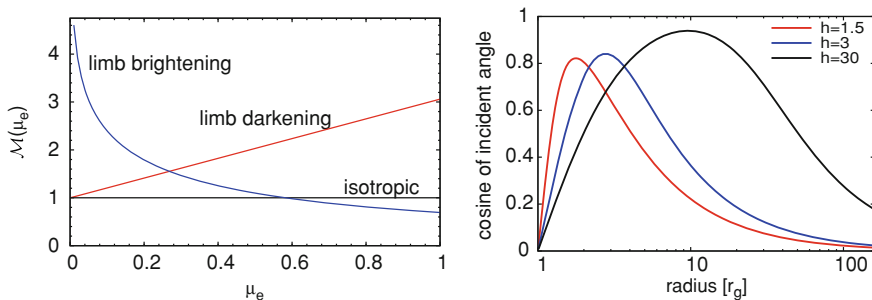 4
3
2
1
0
0
0.2
0.4
0.6
0.8
1
ℳ(μe)
μe
limb brightening
limb darkening
isotropic
1
0.8
0.6
0.4
0.2
0
1
10
100
cosine of incident angle
radius [rg]
h=1.5
h=3
h=30